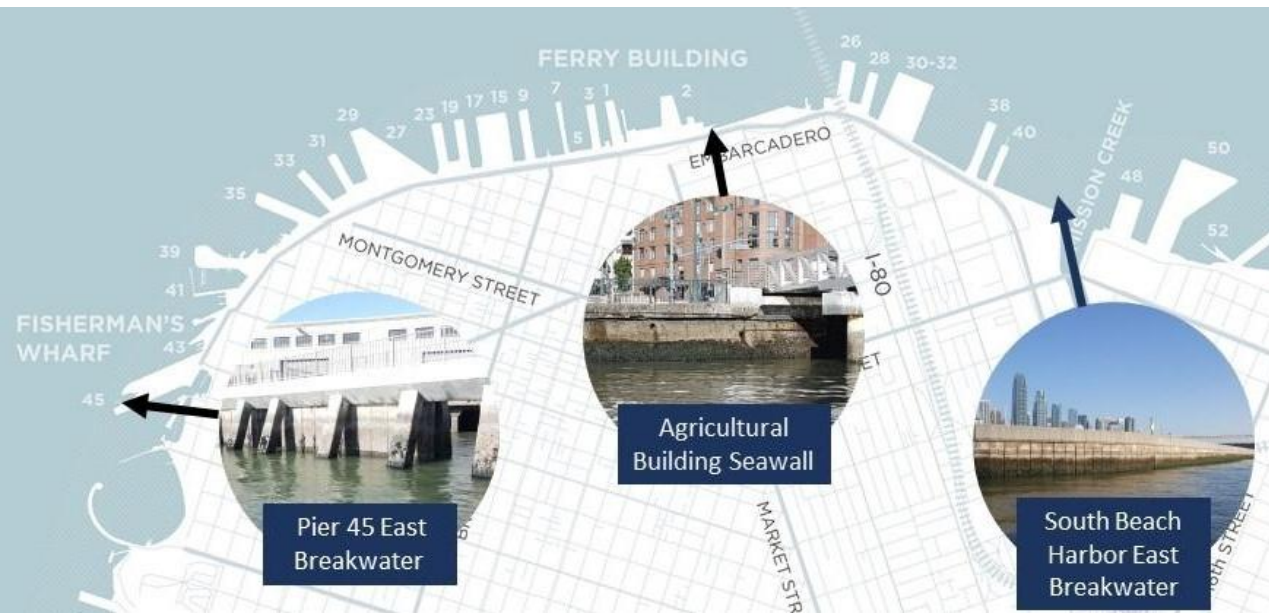 FERRY BUILDING
26
28
30-32
38
40
MISSION CREEK
50
48
52
29
27
23
19
17
15
9
7
5
3
1
2
31
33
35
39
41
43
45
FISHERMAN'S
WHARF
EMBARCADERO
MONTGOMERY STREET
I-80
MARKET STR
Pier 45 East
Breakwater
Agricultural
Building Seawall
South Beach
Harbor East
Breakwater